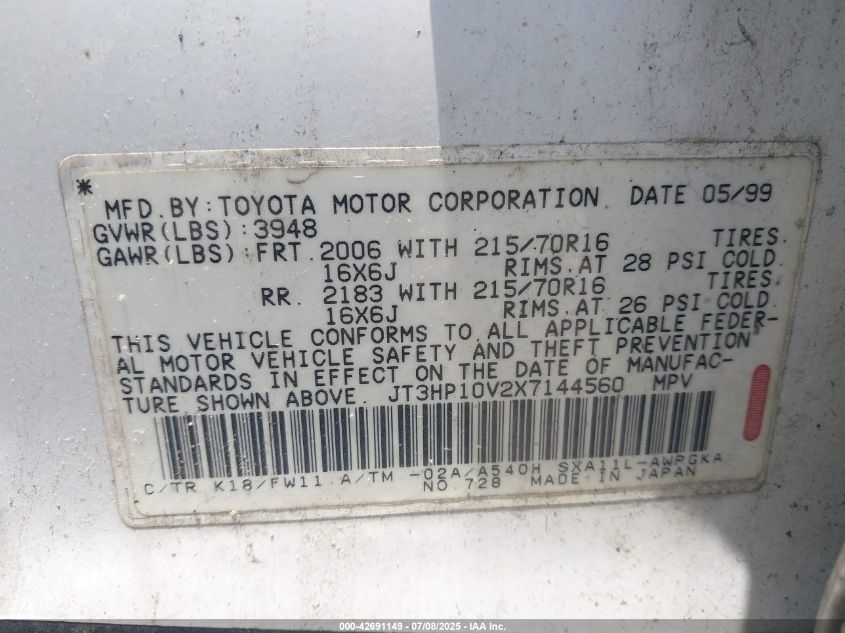 *
MFD. BY: TOYOTA MOTOR CORPORATION. DATE 05/99
GVWR(LBS):3948
GAWR(LBS):FRT. 2006 WITH 215/70R16 TIRES.
16X6J RIMS. AT 28 PSI COLD.
RR. 2183 WITH 215/70R16 TIRES.
16X6J RIMS. AT 26 PSI COLD.
THIS VEHICLE CONFORMS TO ALL APPLICABLE FEDER-
AL MOTOR VEHICLE SAFETY AND THEFT PREVENTION
STANDARDS IN EFFECT ON THE DATE OF MANUFAC-
TURE SHOWN ABOVE. JT3HP10V2X7144560 MPV
C/TR K18/FW11 A/TM -02A/A540H SXA11L-AWPGKA
NO.728 MADE IN JAPAN
000-42691149 - 07/08/2025 - IAA Inc.